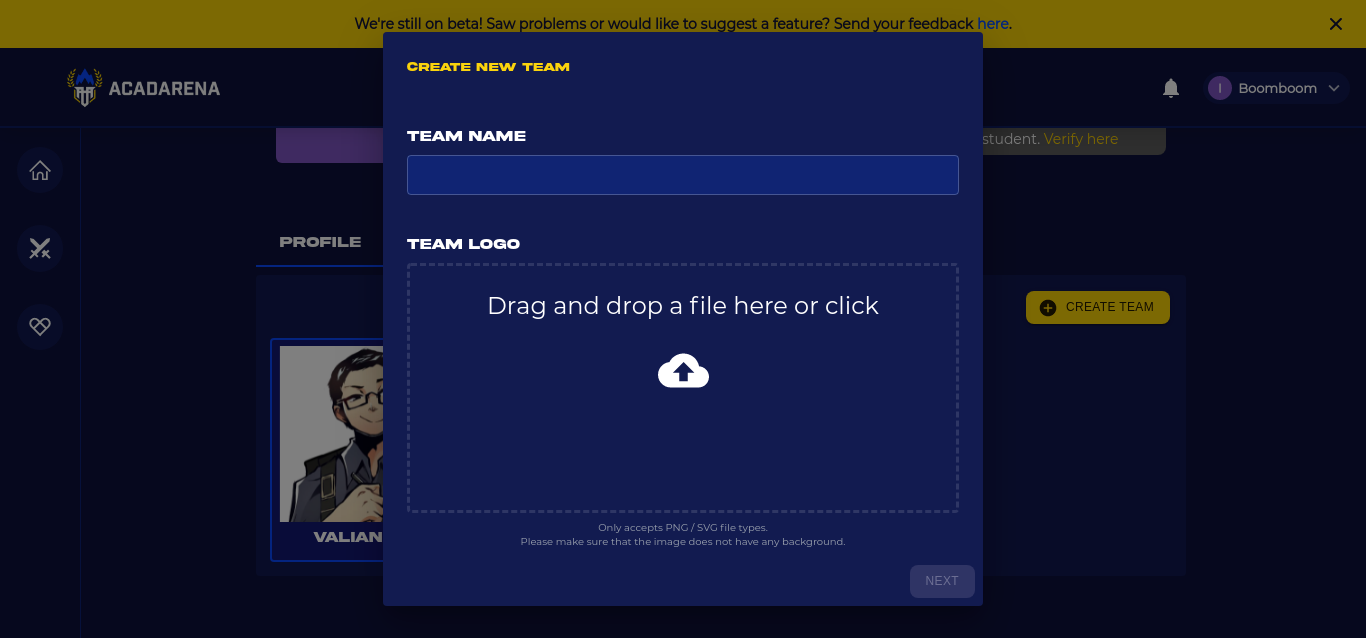 We're still on beta! Saw problems or would like to suggest a feature? Send your feedback here.
ACADARENA
I
Boomboom
CREATE NEW TEAM
student. Verify here
TEAM NAME
PROFILE
TEAM LOGO
Drag and drop a file here or click
CREATE TEAM
Only accepts PNG / SVG file types.
VALIAN
Please make sure that the image does not have any background.
NEXT